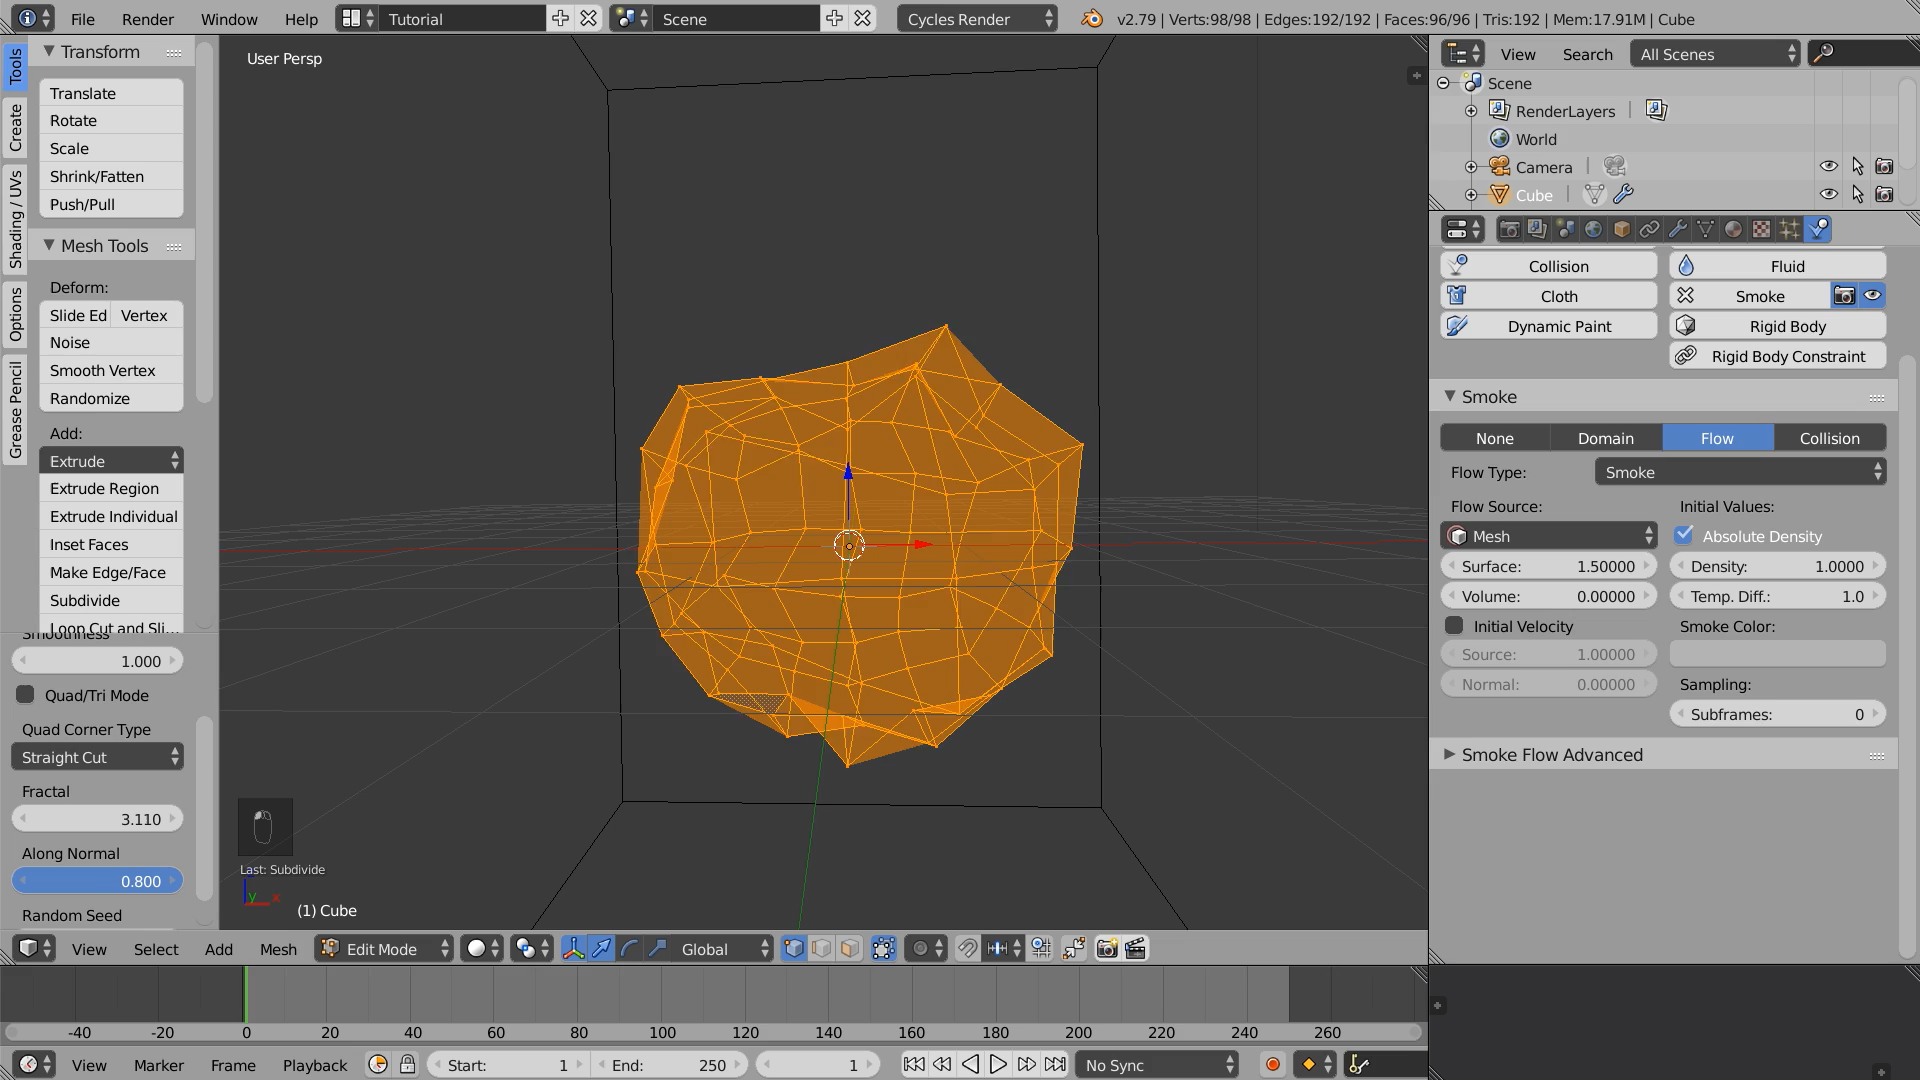 File Render Window Help Tutorial Scene Cycles Render v2.79 | Verts:98/98 | Edges:192/192 | Faces:96/96 | Tris:192 | Mem:17.91M | Cube
Tools
Create
Shading / UVs
Options
Grease Pencil
Transform
Translate
Rotate
Scale
Shrink/Fatten
Push/Pull
Mesh Tools
Deform:
Slide Ed Vertex
Noise
Smooth Vertex
Randomize
Add:
Extrude
Extrude Region
Extrude Individual
Inset Faces
Make Edge/Face
Subdivide
Loop Cut and Sli...
Smoothness
1.000
Quad/Tri Mode
Quad Corner Type
Straight Cut
Fractal
3.110
Along Normal
0.800
Random Seed
User Persp
Last: Subdivide
y x
(1) Cube
View Search All Scenes
Scene
RenderLayers
World
Camera
Cube
Collision Fluid
Cloth Smoke
Dynamic Paint Rigid Body
Rigid Body Constraint
Smoke
None Domain Flow Collision
Flow Type: Smoke
Flow Source: Initial Values:
Mesh Absolute Density
Surface: 1.50000 Density: 1.0000
Volume: 0.00000 Temp. Diff.: 1.0
Initial Velocity Smoke Color:
Source: 1.00000
Normal: 0.00000 Sampling:
Subframes: 0
Smoke Flow Advanced
View Select Add Mesh Edit Mode Global
-40 -20 0 20 40 60 80 100 120 140 160 180 200 220 240 260
View Marker Frame Playback Start: 1 End: 250 1 No Sync